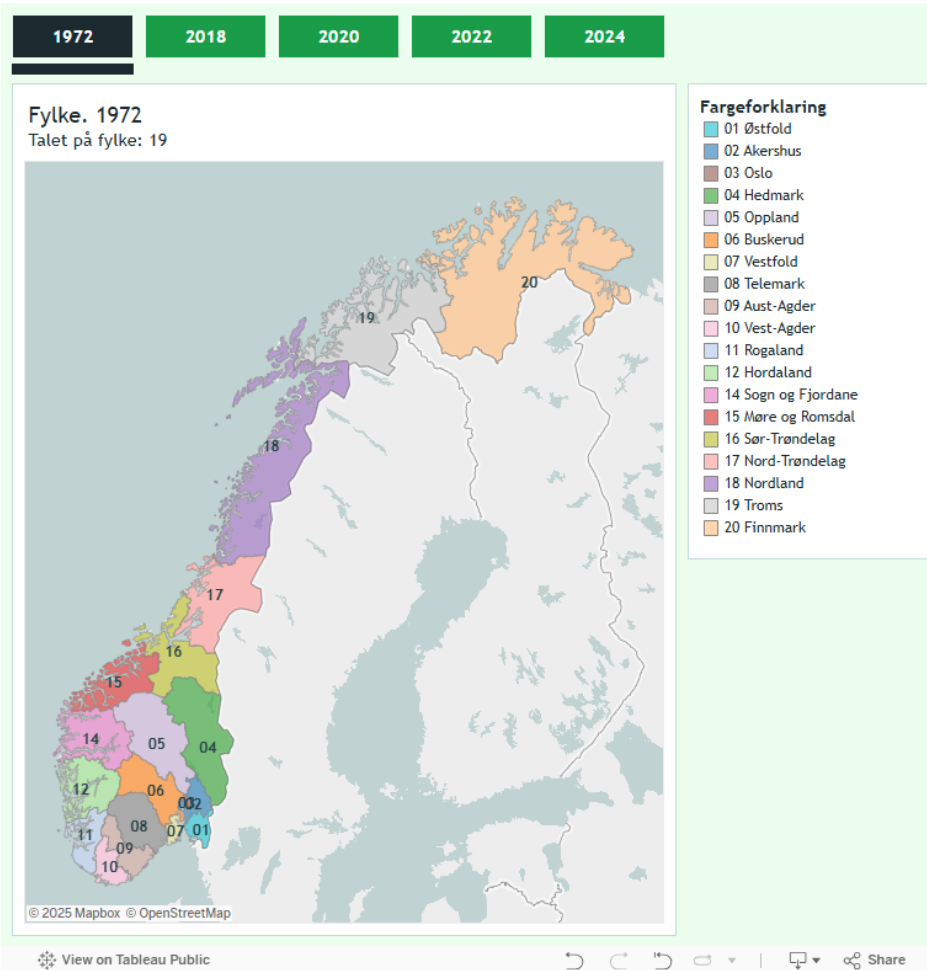 1972 2018 2020 2022 2024
Fylke. 1972
Talet på fylke: 19
Fargeforklaring
01 Østfold
02 Akershus
03 Oslo
04 Hedmark
05 Oppland
06 Buskerud
07 Vestfold
08 Telemark
09 Aust-Agder
10 Vest-Agder
11 Rogaland
12 Hordaland
14 Sogn og Fjordane
15 Møre og Romsdal
16 Sør-Trøndelag
17 Nord-Trøndelag
18 Nordland
19 Troms
20 Finnmark
20
19
18
17
16
15
14
05
04
12
06
03
02
11
08
07
01
09
10
© 2025 Mapbox © OpenStreetMap
View on Tableau Public
Share